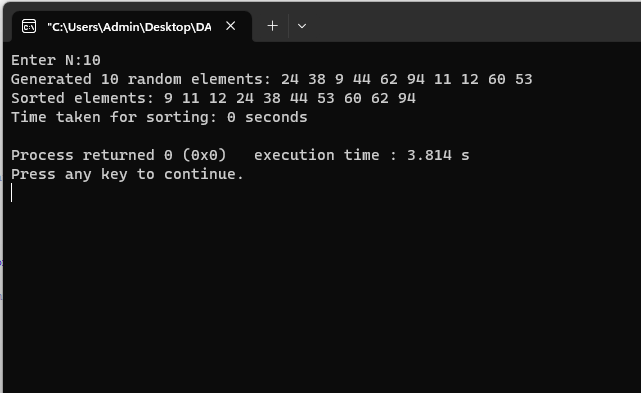 "C:\Users\Admin\Desktop\DA
Enter N:10
Generated 10 random elements: 24 38 9 44 62 94 11 12 60 53
Sorted elements: 9 11 12 24 38 44 53 60 62 94
Time taken for sorting: 0 seconds
Process returned 0 (0x0)   execution time : 3.814 s
Press any key to continue.